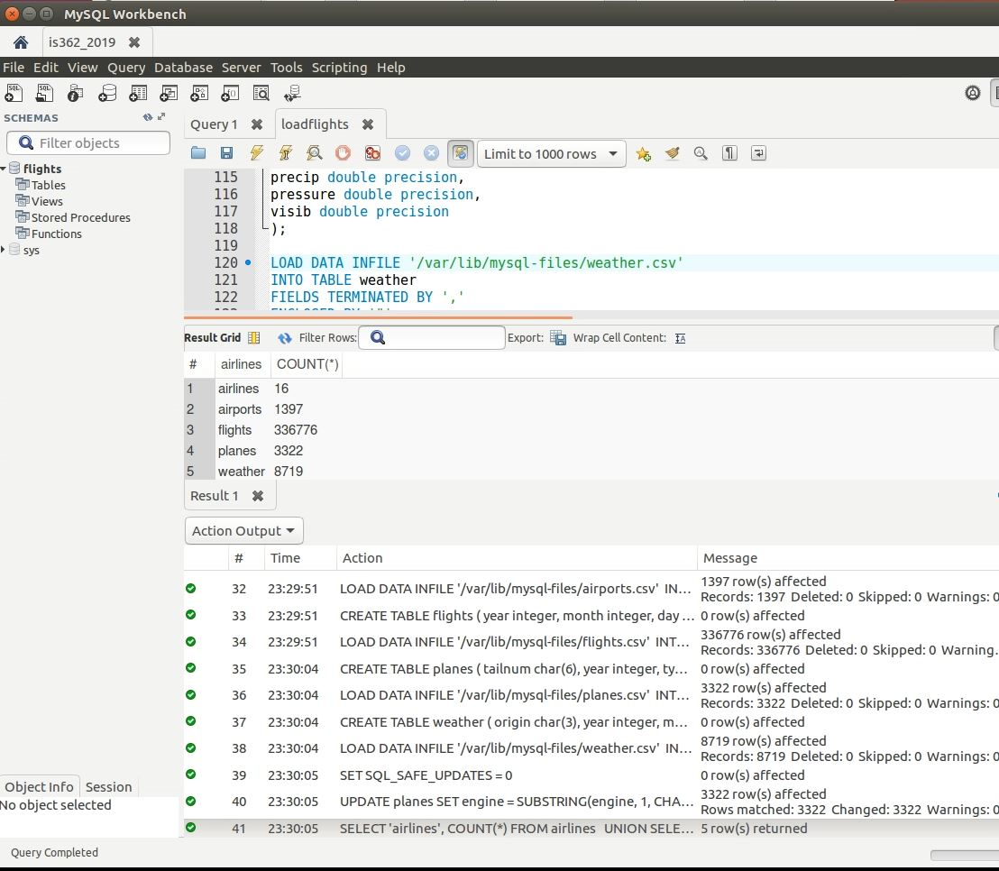 MySQL Workbench
is362_2019
File Edit View Query Database Server Tools Scripting Help
SCHEMAS
Filter objects
flights
Tables
Views
Stored Procedures
Functions
sys
Query 1
loadflights
Limit to 1000 rows
115 precip double precision,
116 pressure double precision,
117 visib double precision
118 );
119
120 LOAD DATA INFILE '/var/lib/mysql-files/weather.csv'
121 INTO TABLE weather
122 FIELDS TERMINATED BY ','
Result Grid Filter Rows: Export: Wrap Cell Content:
# airlines COUNT(*)
1 airlines 16
2 airports 1397
3 flights 336776
4 planes 3322
5 weather 8719
Result 1
Action Output
# Time Action Message
32 23:29:51 LOAD DATA INFILE '/var/lib/mysql-files/airports.csv' IN... 1397 row(s) affected
Records: 1397 Deleted: 0 Skipped: 0 Warnings: 0
33 23:29:51 CREATE TABLE flights ( year integer, month integer, day ... 0 row(s) affected
34 23:29:51 LOAD DATA INFILE '/var/lib/mysql-files/flights.csv' INT... 336776 row(s) affected
Records: 336776 Deleted: 0 Skipped: 0 Warning...
35 23:30:04 CREATE TABLE planes ( tailnum char(6), year integer, ty... 0 row(s) affected
36 23:30:04 LOAD DATA INFILE '/var/lib/mysql-files/planes.csv' INT... 3322 row(s) affected
Records: 3322 Deleted: 0 Skipped: 0 Warnings: 0
37 23:30:04 CREATE TABLE weather ( origin char(3), year integer, m... 0 row(s) affected
38 23:30:04 LOAD DATA INFILE '/var/lib/mysql-files/weather.csv' IN... 8719 row(s) affected
Records: 8719 Deleted: 0 Skipped: 0 Warnings: 0
39 23:30:05 SET SQL_SAFE_UPDATES = 0 0 row(s) affected
40 23:30:05 UPDATE planes SET engine = SUBSTRING(engine, 1, CHA... 3322 row(s) affected
Rows matched: 3322 Changed: 3322 Warnings: 0
41 23:30:05 SELECT 'airlines', COUNT(*) FROM airlines UNION SELE... 5 row(s) returned
Object Info Session
No object selected
Query Completed